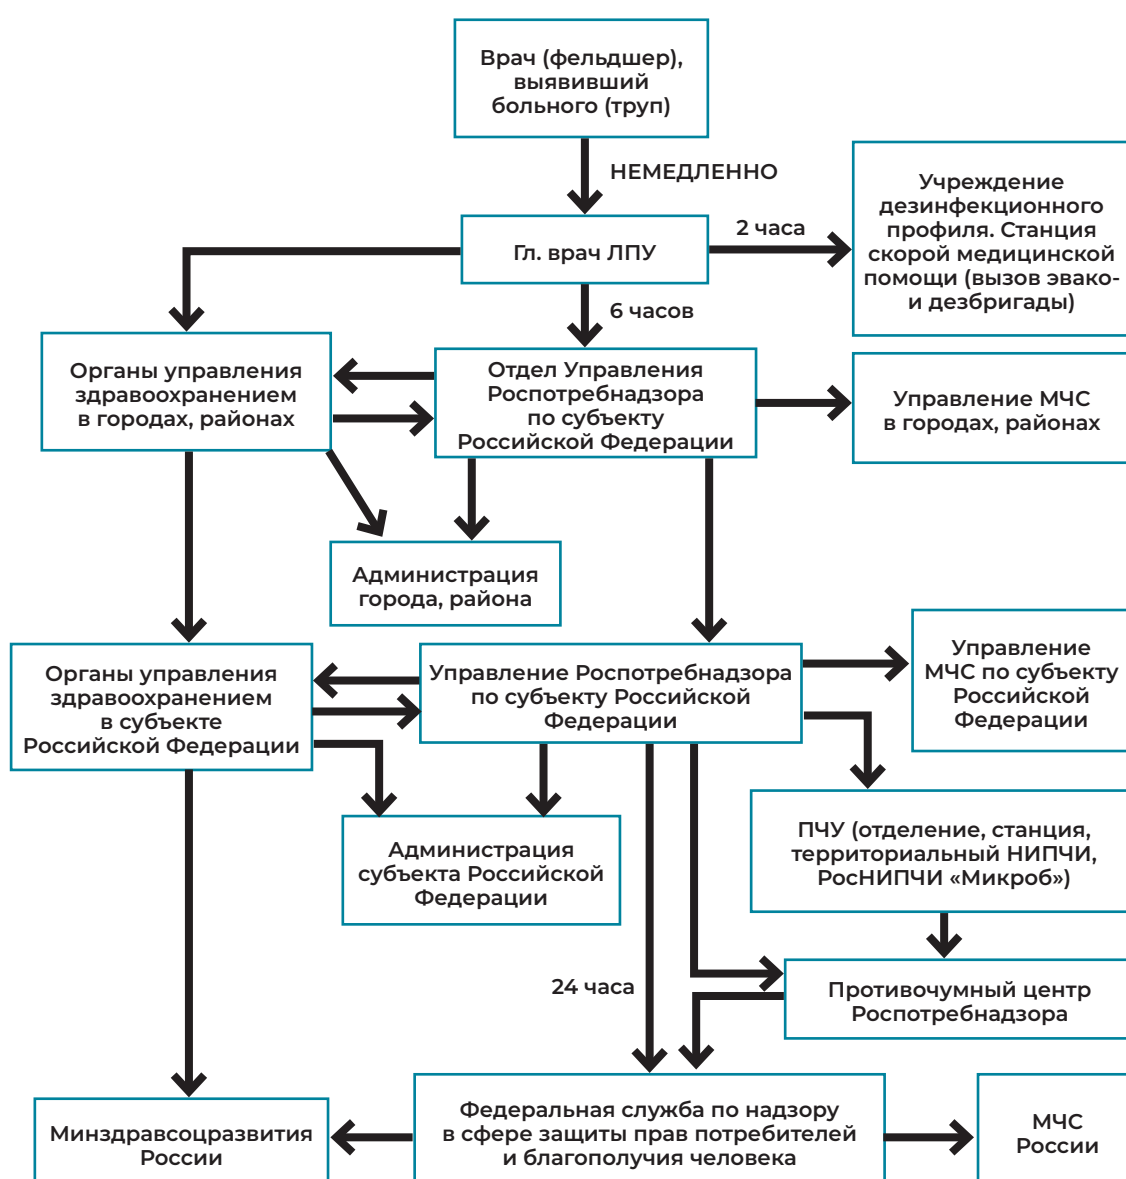 Врач (фельдшер),
выявивший
больного (труп)
НЕМЕДЛЕННО
Гл. врач ЛПУ
2 часа
Учреждение
дезинфекционного
профиля. Станция
скорой медицинской
помощи (вызов эвако-
и дезбригады)
6 часов
Органы управления
здравоохранением
в городах, районах
Отдел Управления
Роспотребнадзора
по субъекту
Российской Федерации
Управление МЧС
в городах, районах
Администрация
города, района
Органы управления
здравоохранением
в субъекте
Российской Федерации
Управление Роспотребнадзора
по субъекту Российской
Федерации
Управление
МЧС по субъекту
Российской
Федерации
Администрация
субъекта Российской
Федерации
ПЧУ (отделение, станция,
территориальный НИПЧИ,
РосНИПЧИ «Микроб»)
24 часа
Противочумный центр
Роспотребнадзора
Минздравсоцразвития
России
Федеральная служба по надзору
в сфере защиты прав потребителей
и благополучия человека
МЧС
России